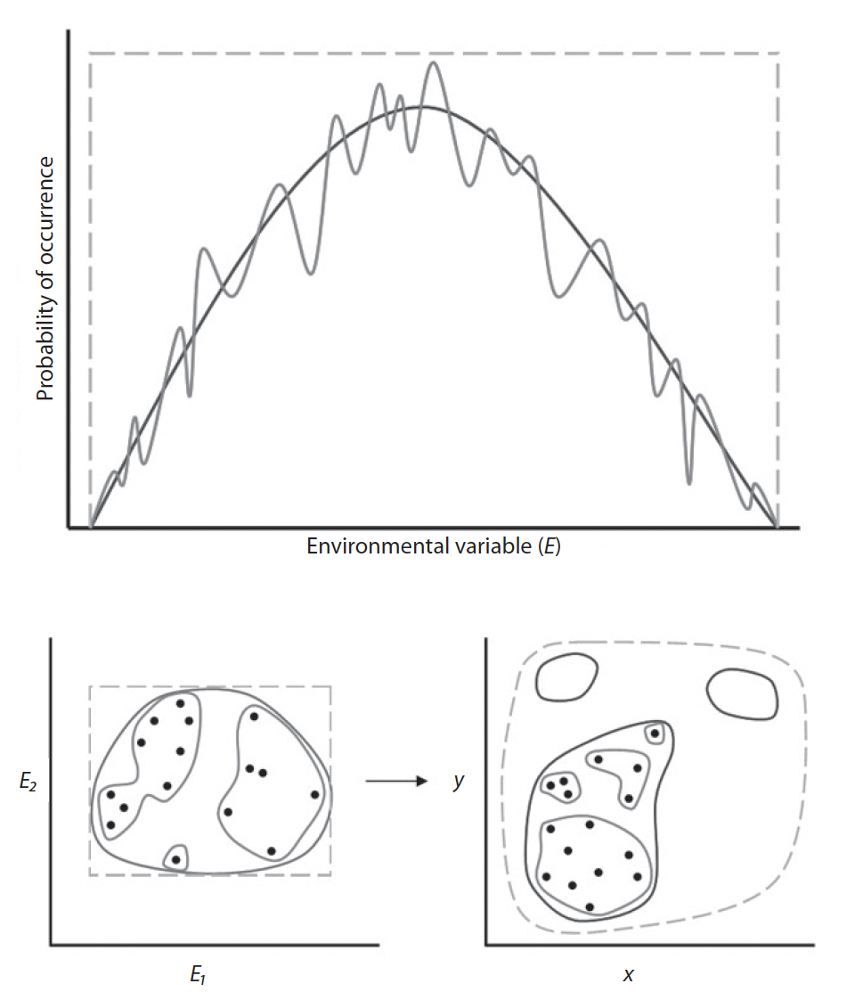 Probability of occurrence
Environmental variable (E)
E2
E1
y
x